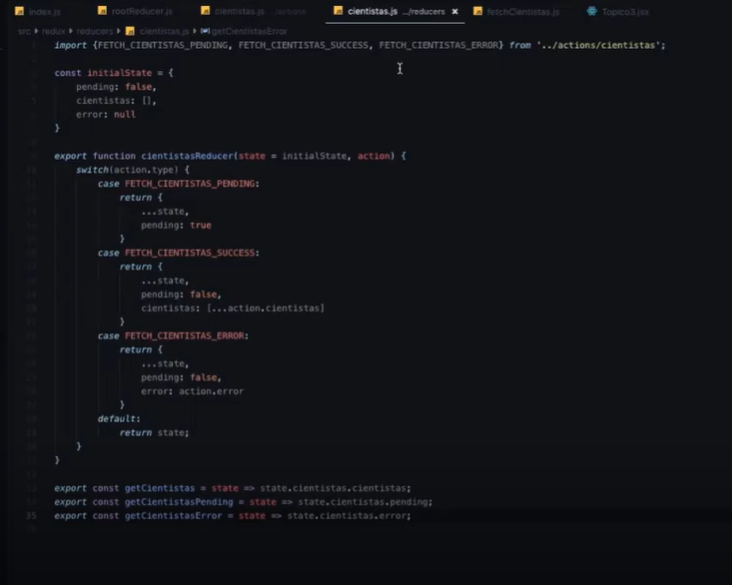 index.js rootReducer.js cientistas.js .../actions cientistas.js .../reducers × fetchCientistas.js Topico3.jsx
src › redux › reducers › cientistas.js › getCientistasError
import {FETCH_CIENTISTAS_PENDING, FETCH_CIENTISTAS_SUCCESS, FETCH_CIENTISTAS_ERROR} from '../actions/cientistas';
const initialState = {
pending: false,
cientistas: [],
error: null
}
export function cientistasReducer(state = initialState, action) {
switch(action.type) {
case FETCH_CIENTISTAS_PENDING:
return {
...state,
pending: true
}
case FETCH_CIENTISTAS_SUCCESS:
return {
...state,
pending: false,
cientistas: [...action.cientistas]
}
case FETCH_CIENTISTAS_ERROR:
return {
...state,
pending: false,
error: action.error
}
default:
return state;
}
}
export const getCientistas = state => state.cientistas.cientistas;
export const getCientistasPending = state => state.cientistas.pending;
35 export const getCientistasError = state => state.cientistas.error;